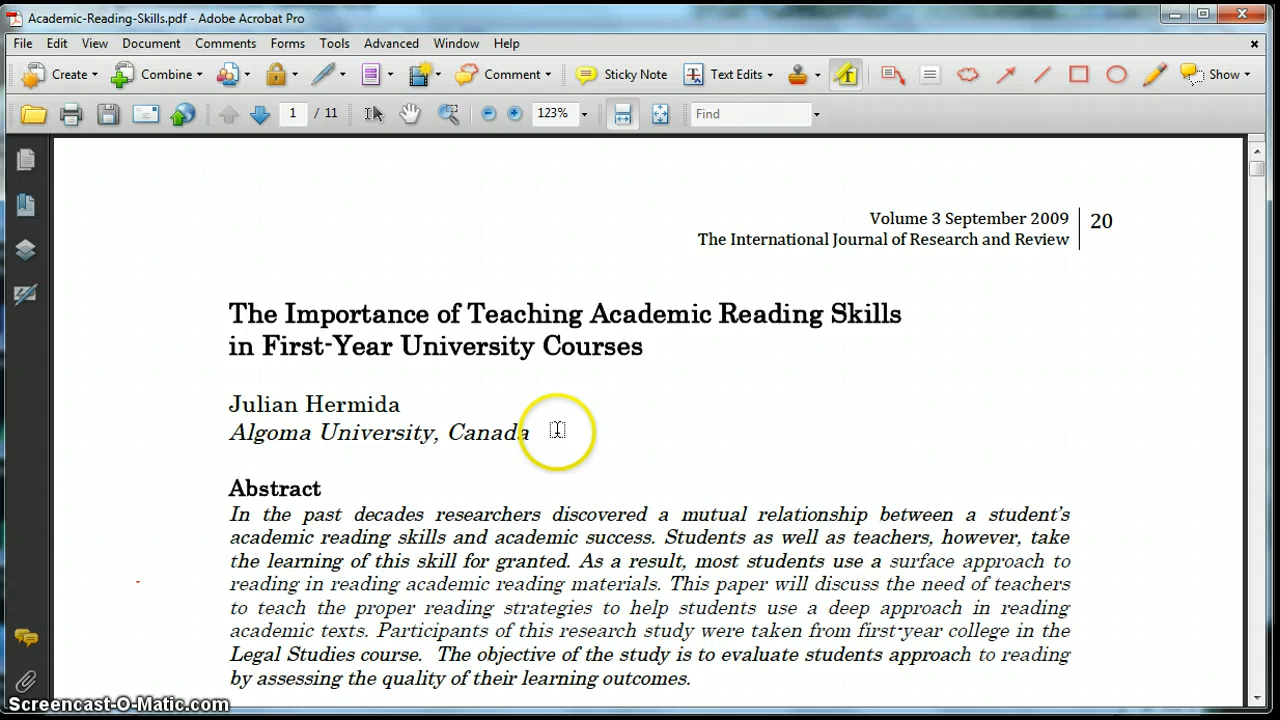 Academic-Reading-Skills.pdf - Adobe Acrobat Pro
File Edit View Document Comments Forms Tools Advanced Window Help
Create Combine Comment Sticky Note Text Edits Show
1 / 11 123% Find
Volume 3 September 2009 20
The International Journal of Research and Review
The Importance of Teaching Academic Reading Skills
in First-Year University Courses
Julian Hermida
Algoma University, Canada
Abstract
In the past decades researchers discovered a mutual relationship between a student's
academic reading skills and academic success. Students as well as teachers, however, take
the learning of this skill for granted. As a result, most students use a surface approach to
reading in reading academic reading materials. This paper will discuss the need of teachers
to teach the proper reading strategies to help students use a deep approach in reading
academic texts. Participants of this research study were taken from first-year college in the
Legal Studies course. The objective of the study is to evaluate students approach to reading
by assessing the quality of their learning outcomes.
Screencast-O-Matic.com